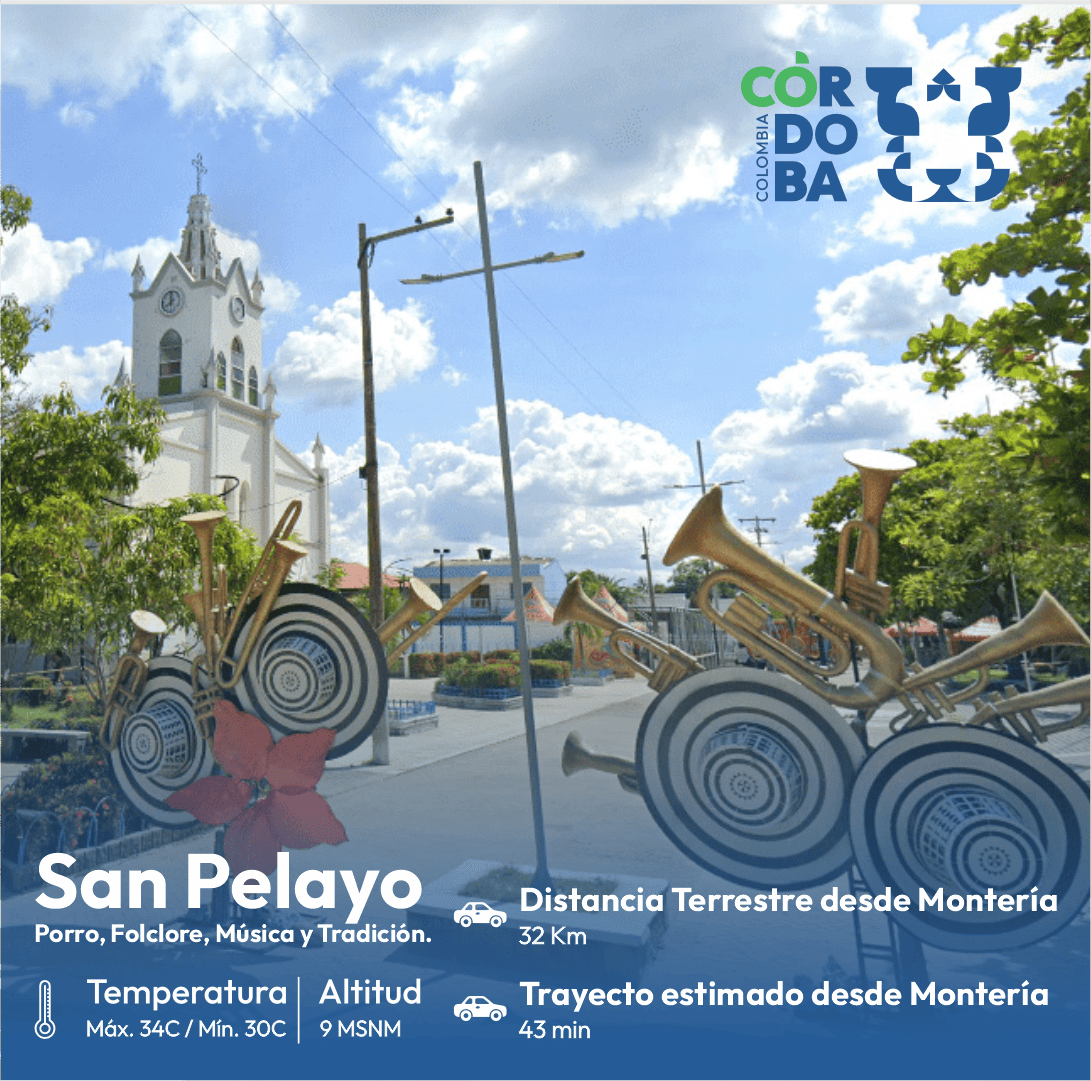 CÓR
DO
BA
COLOMBIA
San Pelayo
Porro, Folclore, Música y Tradición.
Temperatura
Máx. 34C / Mín. 30C
Altitud
9 MSNM
Distancia Terrestre desde Montería
32 Km
Trayecto estimado desde Montería
43 min